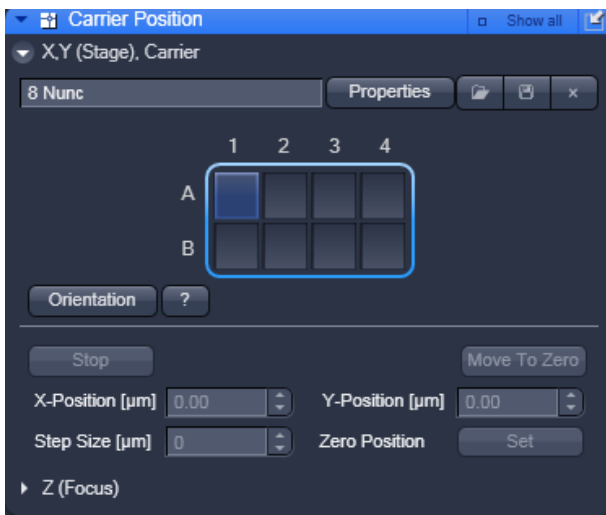 Carrier Position Show all
X,Y (Stage), Carrier
8 Nunc Properties ×
1 2 3 4
A
B
Orientation ?
Stop Move To Zero
X-Position [µm] 0.00 Y-Position [µm] 0.00
Step Size [µm] 0 Zero Position Set
Z (Focus)